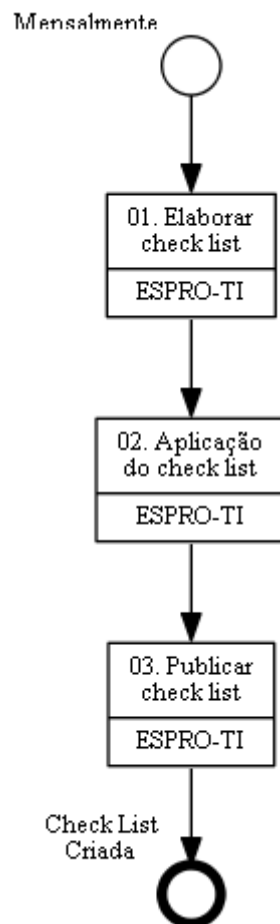 Mensalmente
01. Elaborar
check list
ESPRO-TI
02. Aplicação
do check list
ESPRO-TI
03. Publicar
check list
ESPRO-TI
Check List
Criada